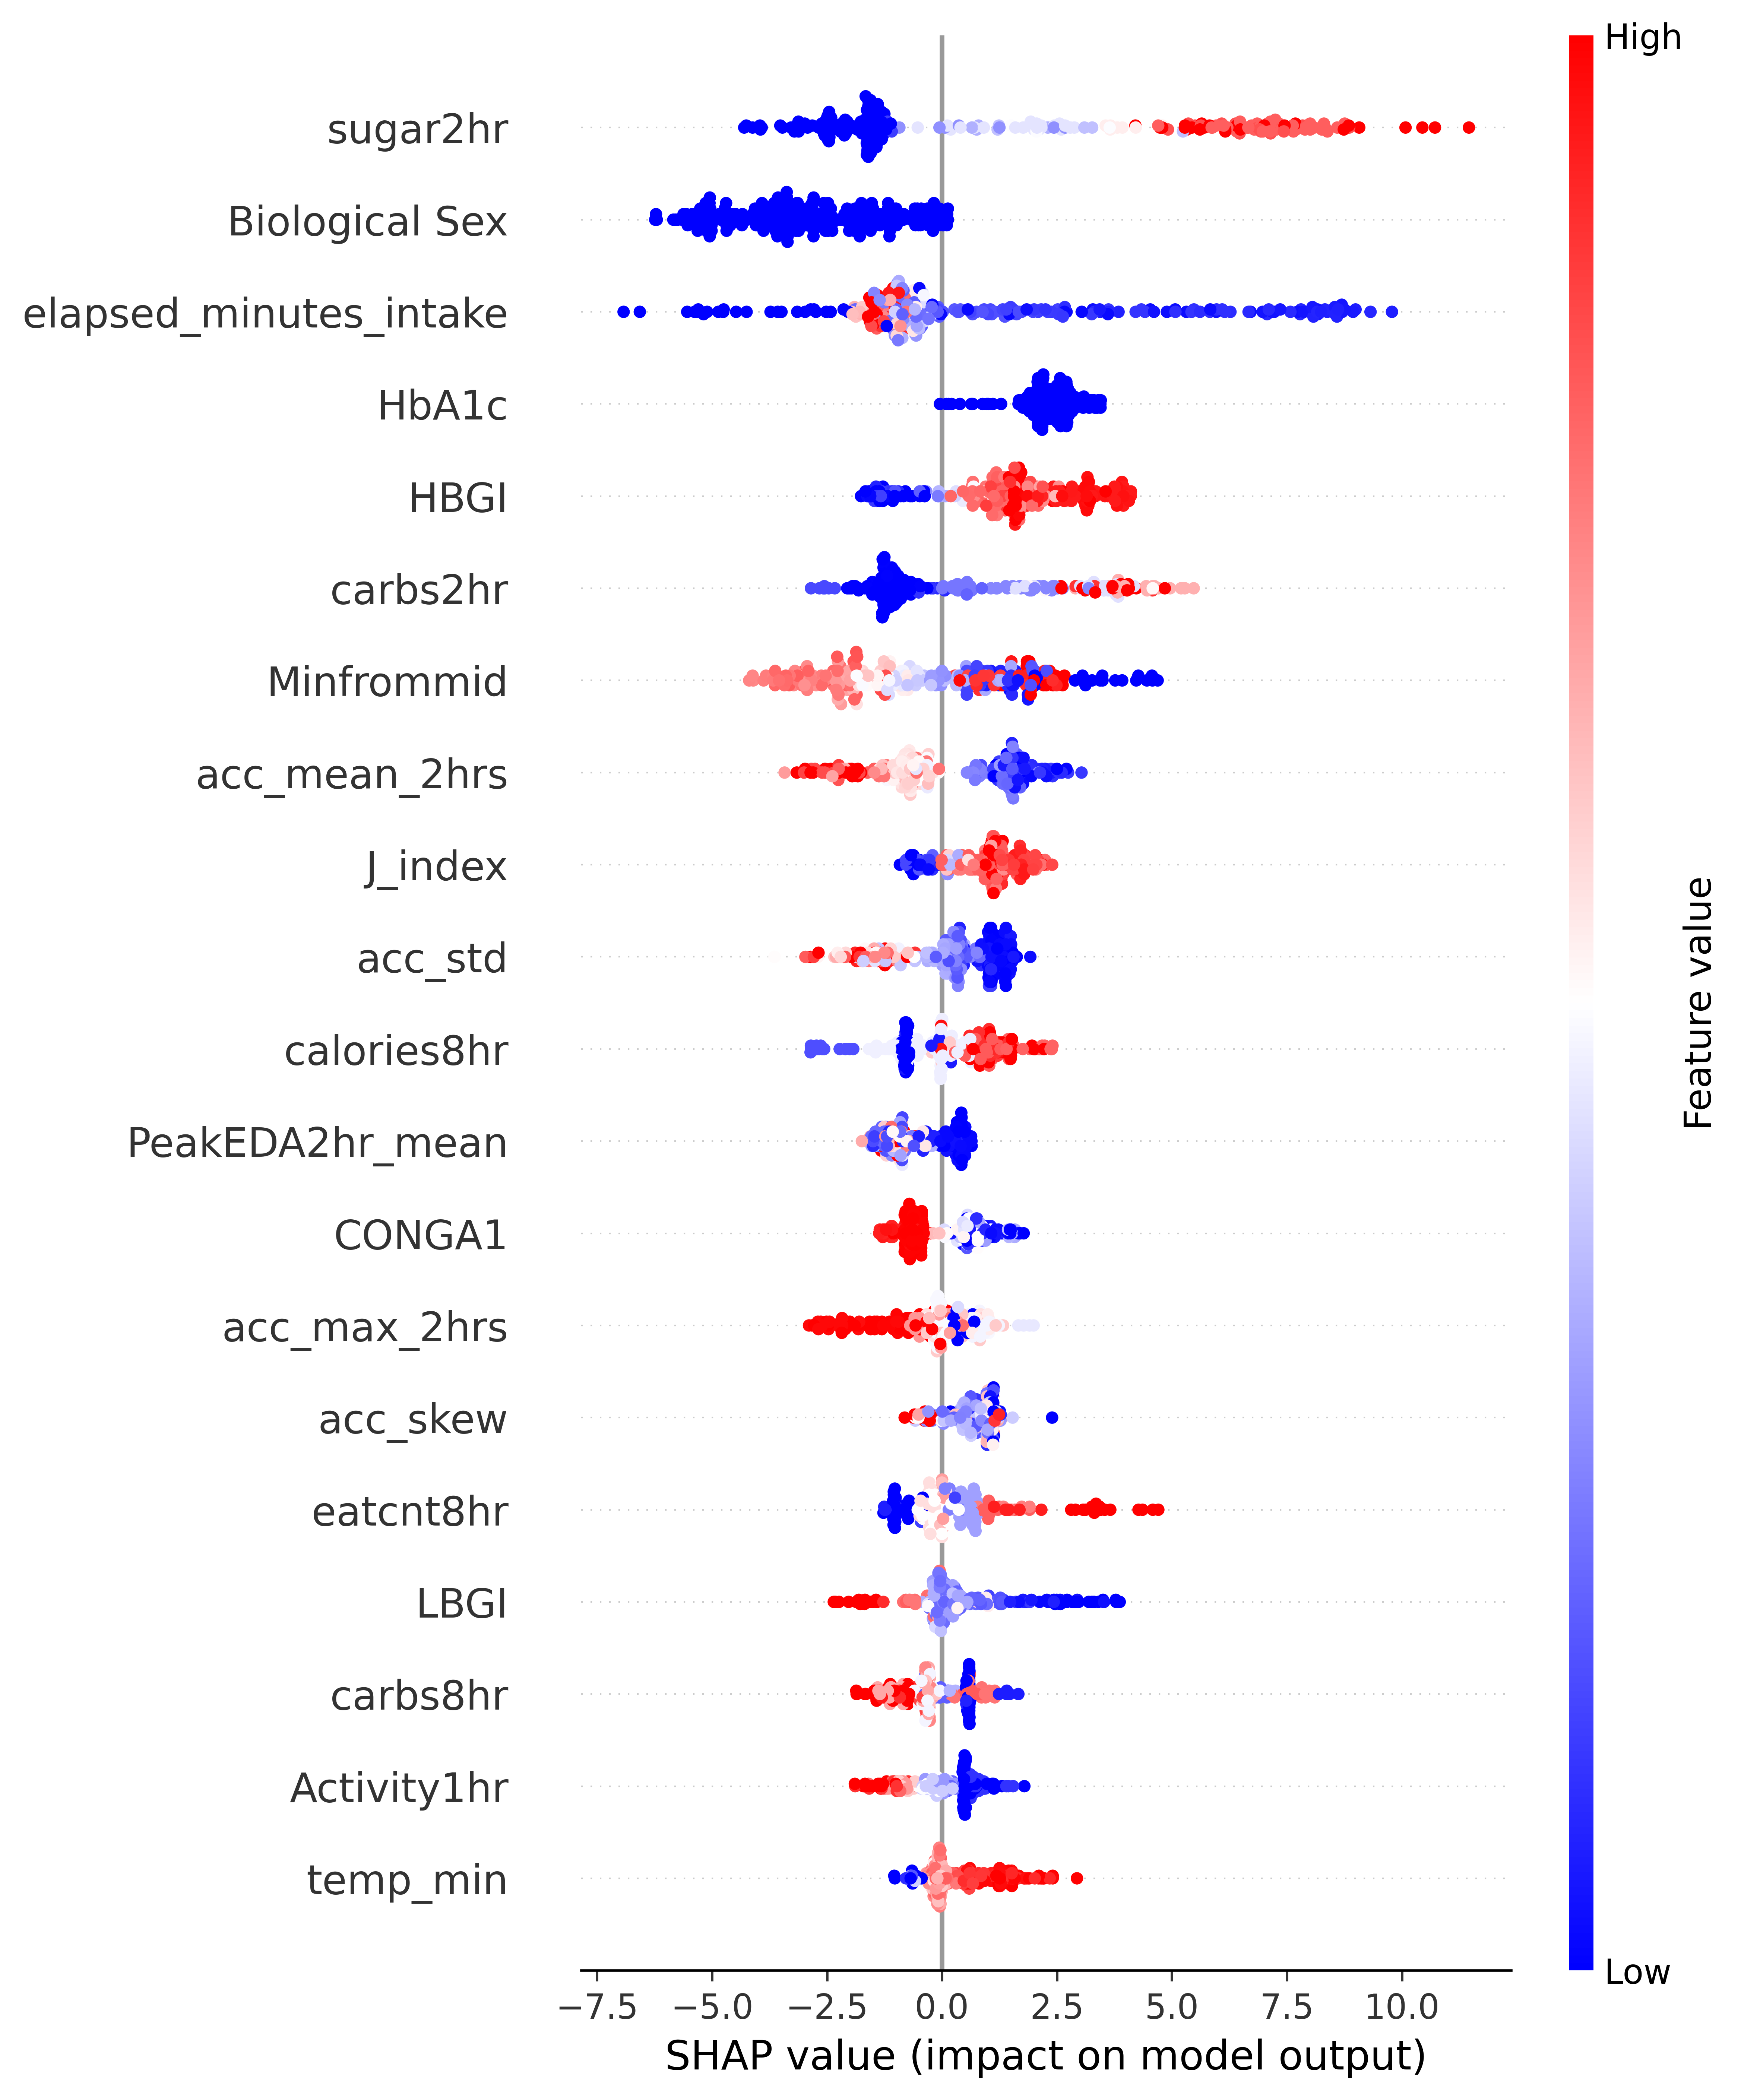 High
sugar2hr
Biological Sex
elapsed_minutes_intake
HbA1c
HBGI
carbs2hr
Minfrommid
acc_mean_2hrs
J_index
acc_std
calories8hr
PeakEDA2hr_mean
CONGA1
acc_max_2hrs
acc_skew
eatcnt8hr
LBGI
carbs8hr
Activity1hr
temp_min
Feature value
Low
−7.5 −5.0 −2.5 0.0 2.5 5.0 7.5 10.0
SHAP value (impact on model output)